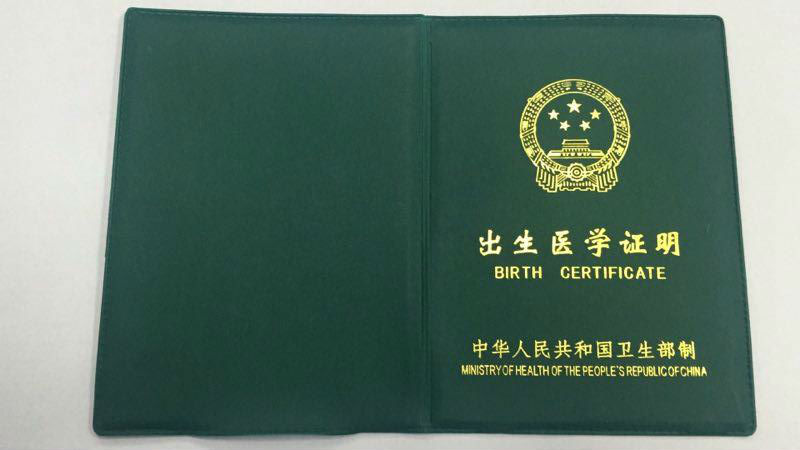 出生医学证明
BIRTH CERTIFICATE
中华人民共和国卫生部制
MINISTRY OF HEALTH OF THE PEOPLE'S REPUBLIC OF CHINA